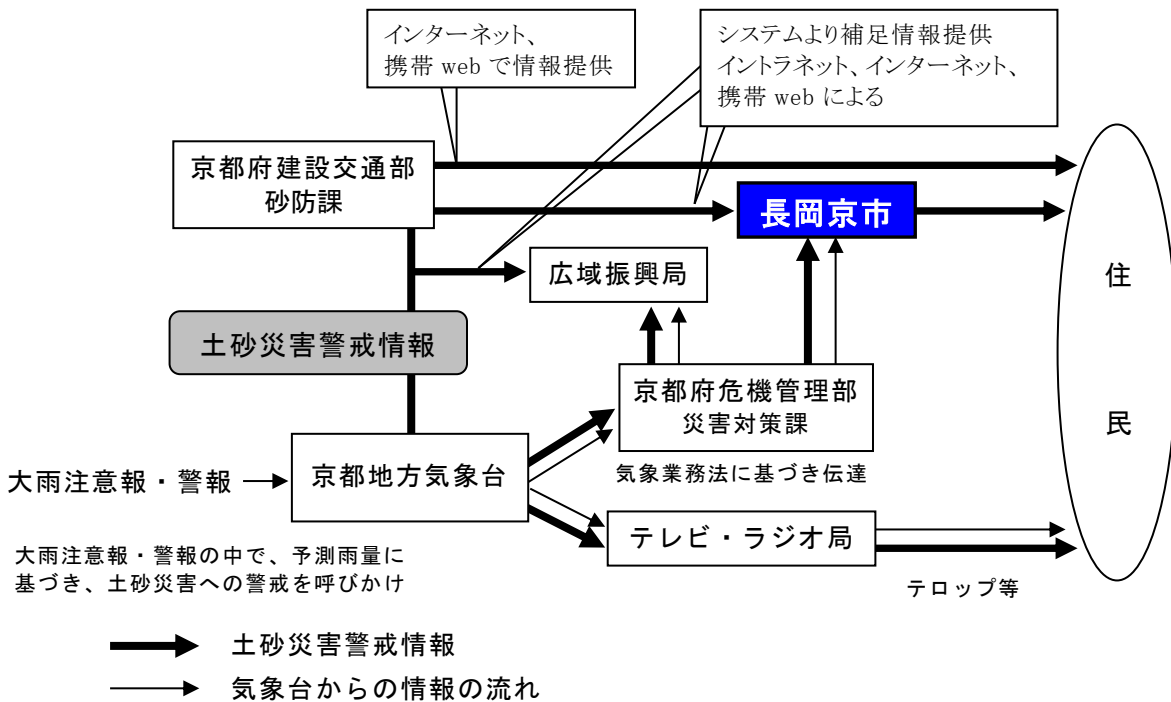 インターネット、
携帯 web で情報提供
システムより補足情報提供
イントラネット、インターネット、
携帯 web による
京都府建設交通部
砂防課
長岡京市
広域振興局
住
民
土砂災害警戒情報
京都府危機管理部
災害対策課
気象業務法に基づき伝達
大雨注意報・警報
京都地方気象台
テレビ・ラジオ局
大雨注意報・警報の中で、予測雨量に
基づき、土砂災害への警戒を呼びかけ
テロップ等
土砂災害警戒情報
気象台からの情報の流れ